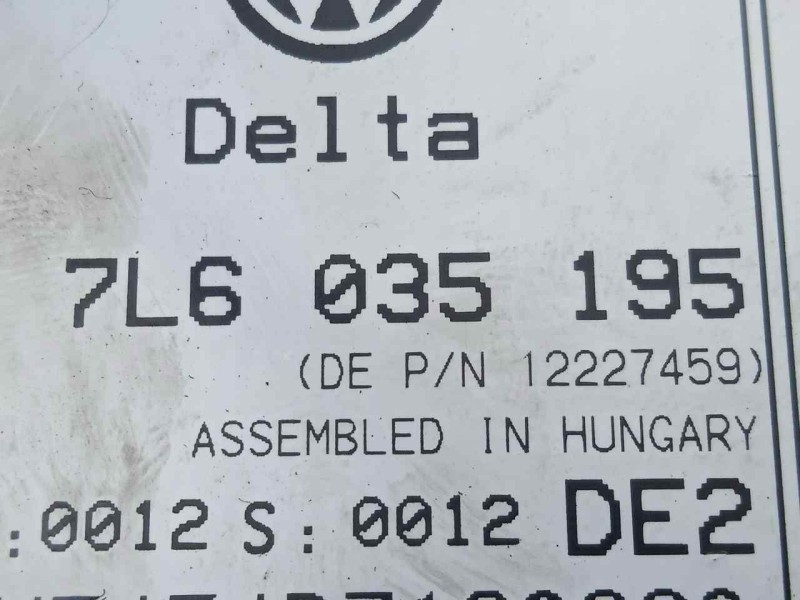 Delta
7L6 035 195
(DE P/N 12227459)
ASSEMBLED IN HUNGARY
:0012 S:0012 DE2